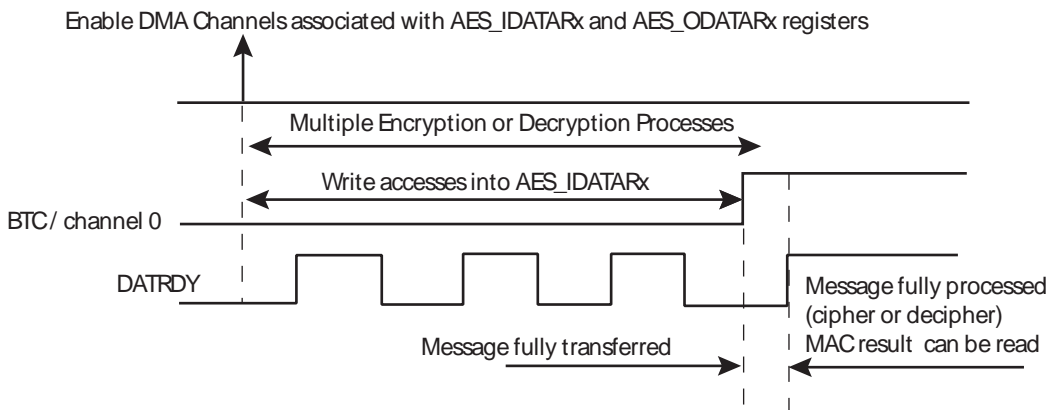 Enable DMA Channels associated with AES_IDATARx and AES_ODATARx registers
Multiple Encryption or Decryption Processes
Write accesses into AES_IDATARx
BTC / channel 0
DATRDY
Message fully processed
(cipher or decipher)
MAC result can be read
Message fully transferred